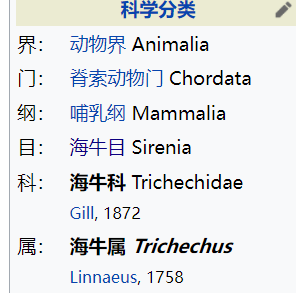 科学分类
界： 动物界 Animalia
门： 脊索动物门 Chordata
纲： 哺乳纲 Mammalia
目： 海牛目 Sirenia
科： 海牛科 Trichechidae
Gill, 1872
属： 海牛属 Trichechus
Linnaeus, 1758